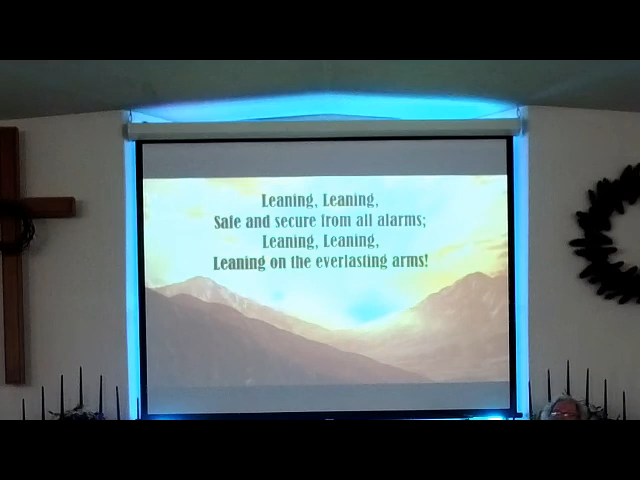 Leaning, Leaning,
Safe and secure from all alarms;
Leaning, Leaning,
Leaning on the everlasting arms!